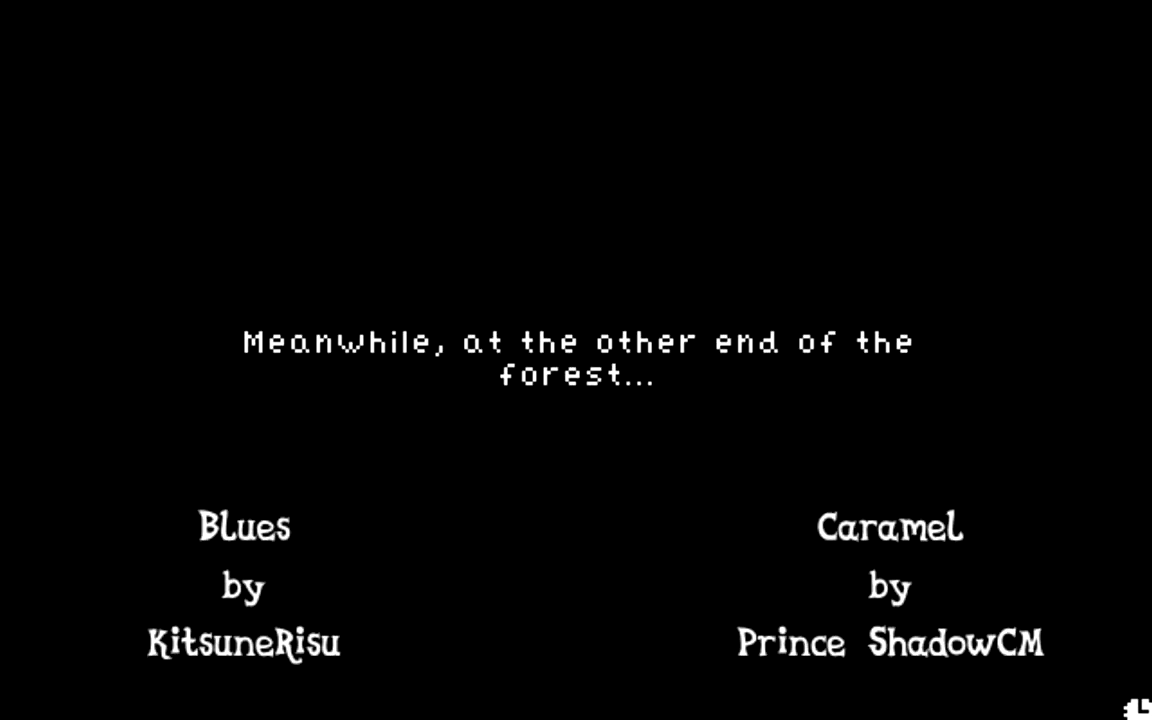 Meanwhile, at the other end of the
forest...
Blues
by
KitsuneRisu
Caramel
by
Prince ShadowCM